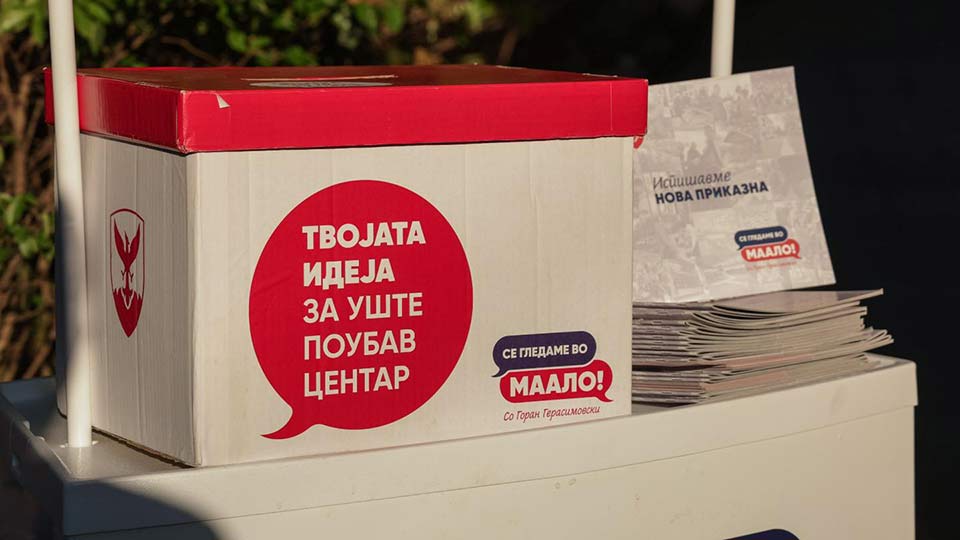 ТВОЈАТА
ИДЕЈА
ЗА УШТЕ
ПОУБАВ
ЦЕНТАР
СЕ ГЛЕДАМЕ ВО
МААЛО!
Со Горан Герасимовски
Испишавме
НОВА ПРИКАЗНА
СЕ ГЛЕДАМЕ ВО
МААЛО!